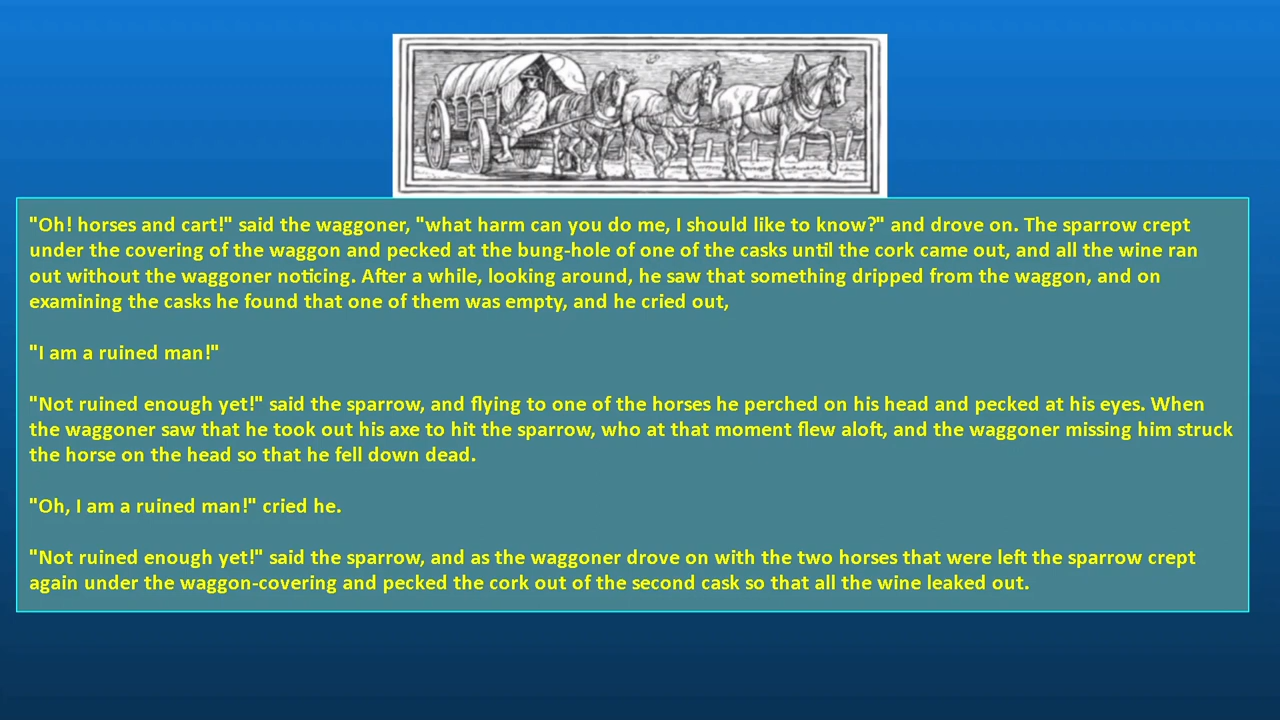 "Oh! horses and cart!" said the waggoner, "what harm can you do me, I should like to know?" and drove on. The sparrow crept
under the covering of the waggon and pecked at the bung-hole of one of the casks until the cork came out, and all the wine ran
out without the waggoner noticing. After a while, looking around, he saw that something dripped from the waggon, and on
examining the casks he found that one of them was empty, and he cried out,
"I am a ruined man!"
"Not ruined enough yet!" said the sparrow, and flying to one of the horses he perched on his head and pecked at his eyes. When
the waggoner saw that he took out his axe to hit the sparrow, who at that moment flew aloft, and the waggoner missing him struck
the horse on the head so that he fell down dead.
"Oh, I am a ruined man!" cried he.
"Not ruined enough yet!" said the sparrow, and as the waggoner drove on with the two horses that were left the sparrow crept
again under the waggon-covering and pecked the cork out of the second cask so that all the wine leaked out.